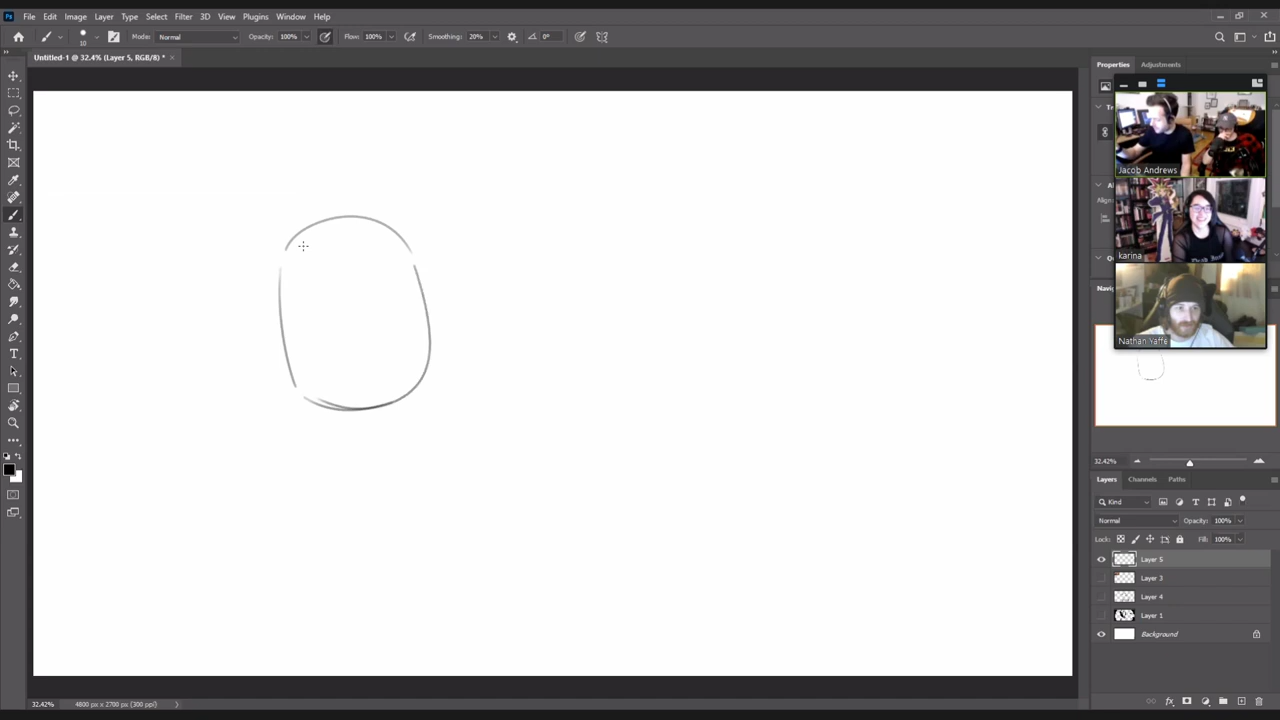 Ps File Edit Image Layer Type Select Filter 3D View Plugins Window Help
10 Mode: Normal Opacity: 100% Flow: 100% Smoothing: 20% 0°
Untitled-1 @ 32.4% (Layer 5, RGB/8) * ×
Properties Adjustments
Jacob Andrews
karina
Nathan Yaffe
32.42%
Layers Channels Paths
Kind
Normal Opacity: 100%
Lock: Fill: 100%
Layer 5
Layer 3
Layer 4
Layer 1
Background
32.42% 4800 px x 2700 px (300 ppi)